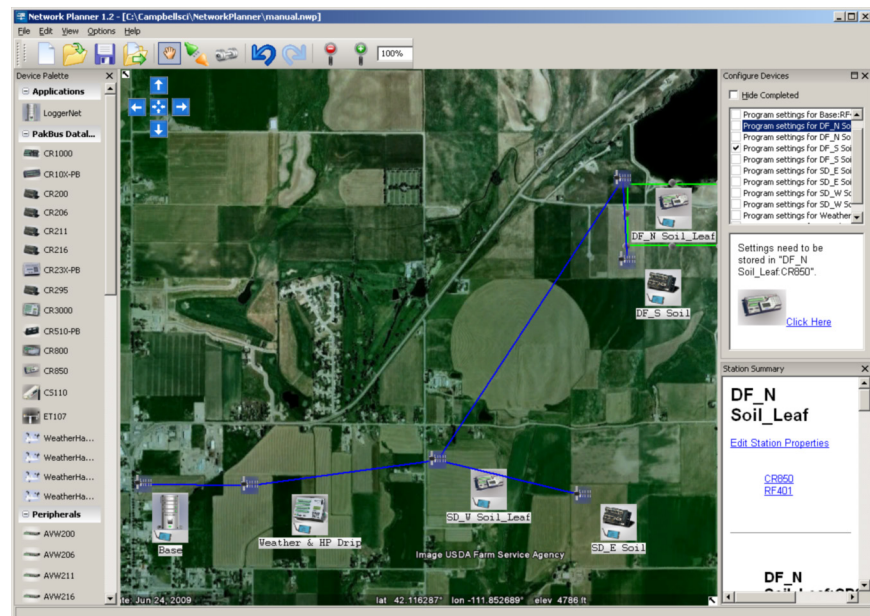 Network Planner 1.2 - [C:\Campbellsci\NetworkPlanner\manual.nwp]
File Edit View Options Help
100%
Device Palette
Applications
LoggerNet
PakBus Datal...
CR1000
CR10X-PB
CR200
CR206
CR211
CR216
CR23X-PB
CR295
CR3000
CR510-PB
CR800
CR850
CS110
ET107
WeatherHa...
WeatherHa...
WeatherHa...
WeatherHa...
Peripherals
AVW200
AVW206
AVW211
AVW216
DF_N Soil_Leaf
DF_S Soil
SD_W Soil_Leaf
Weather & HP Drip
Base
SD_E Soil
Image USDA Farm Service Agency
te: Jun 24, 2009 lat 42.116287° lon -111.852689° elev 4786 ft
Configure Devices
Hide Completed
Program settings for Base:RF
Program settings for DF_N So
Program settings for DF_N So
Program settings for DF_S Soi
Program settings for DF_S Soi
Program settings for SD_E Soi
Program settings for SD_E Soi
Program settings for SD_W Sc
Program settings for SD_W Sc
Program settings for Weather
Settings need to be
stored in "DF_N
Soil_Leaf:CR850".
Click Here
Station Summary
DF_N
Soil_Leaf
Edit Station Properties
CR850
RF401
DF_N